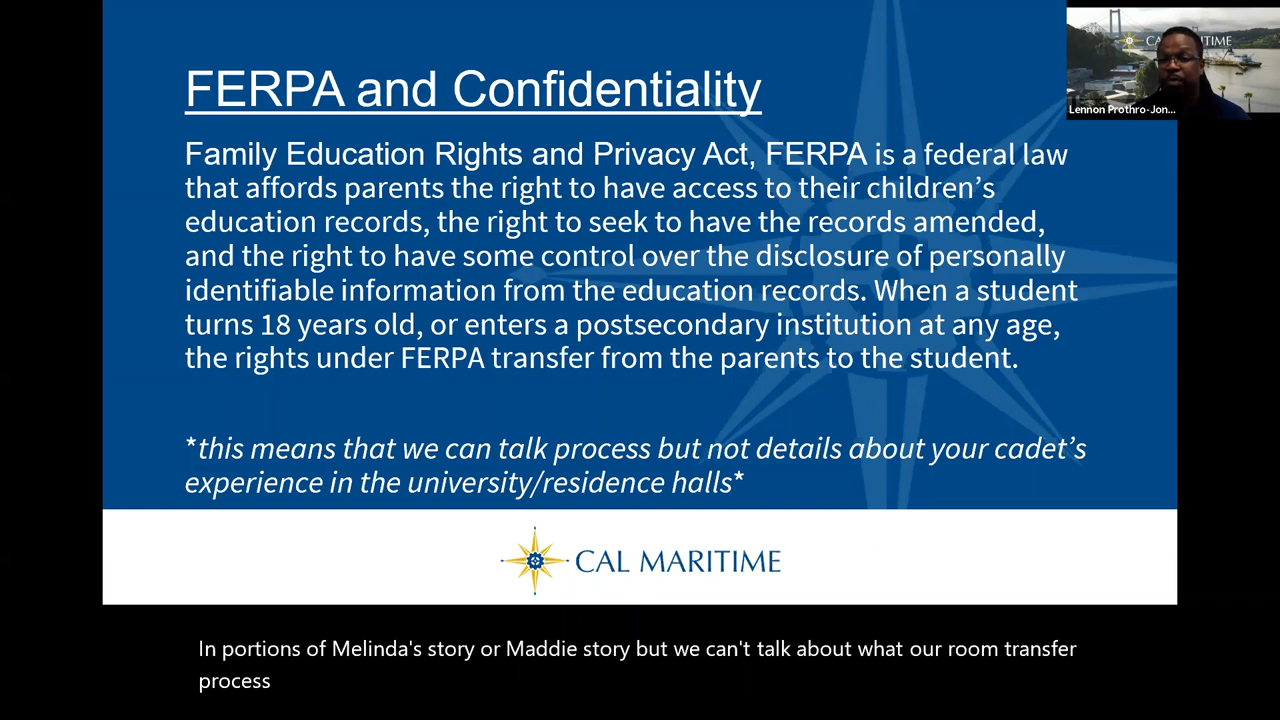 FERPA and Confidentiality
Family Education Rights and Privacy Act, FERPA is a federal law
that affords parents the right to have access to their children’s
education records, the right to seek to have the records amended,
and the right to have some control over the disclosure of personally
identifiable information from the education records. When a student
turns 18 years old, or enters a postsecondary institution at any age,
the rights under FERPA transfer from the parents to the student.
*this means that we can talk process but not details about your cadet’s
experience in the university/residence halls*
CAL MARITIME
Lennon Prothro-Jon...
In portions of Melinda's story or Maddie story but we can't talk about what our room transfer
process